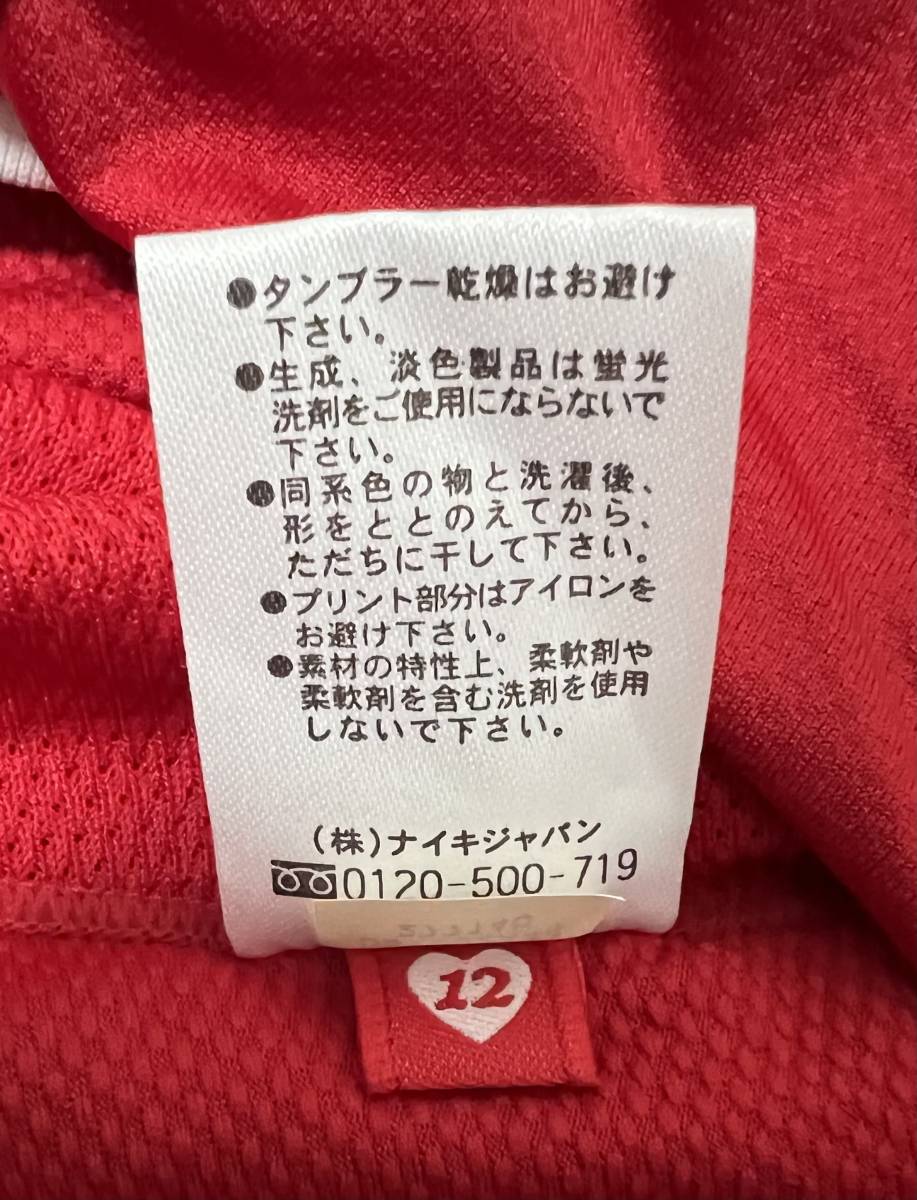 ●タンブラー乾燥はお避け
下さい。
●生成、淡色製品は蛍光
洗剤をご使用にならないで
下さい。
●同系色の物と洗濯後、
形をととのえてから、
ただちに干して下さい。
●プリント部分はアイロンを
お避け下さい。
●素材の特性上、柔軟剤や
柔軟剤を含む洗剤を使用
しないで下さい。
(株)ナイキジャパン
0120-500-719
12